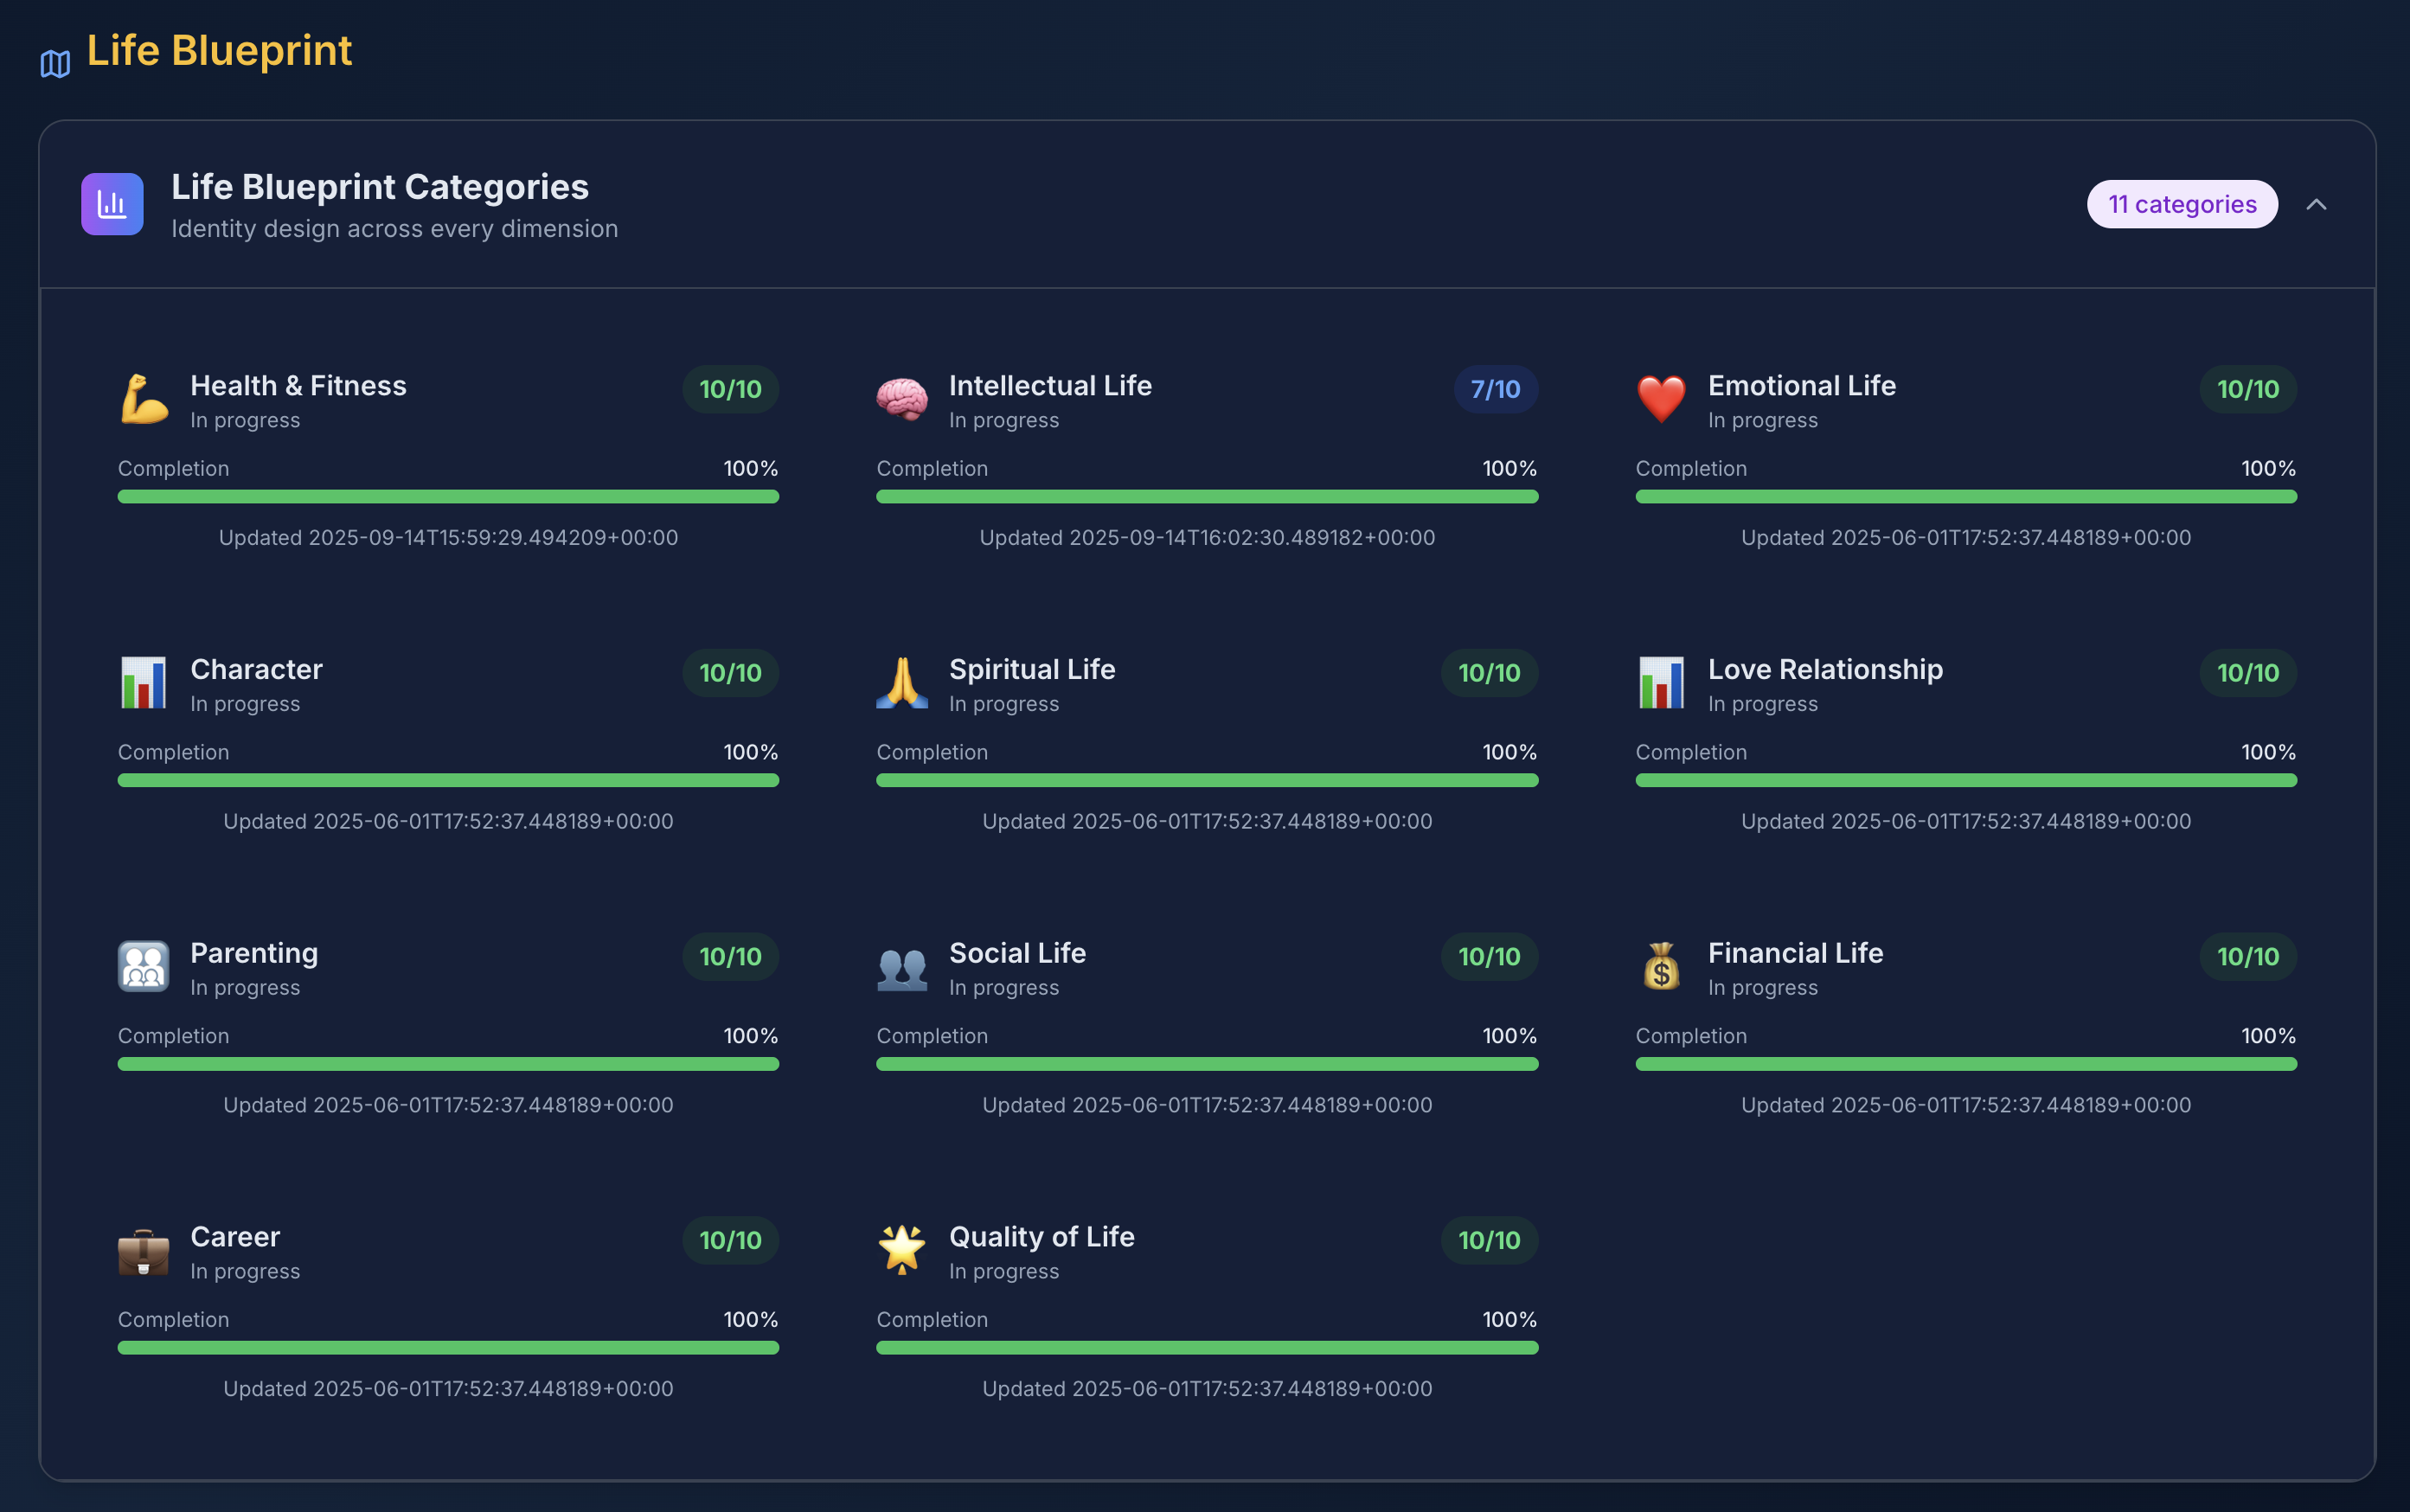 Life Blueprint
Life Blueprint Categories
Identity design across every dimension
11 categories
Health & Fitness
In progress
10/10
Completion
100%
Updated 2025-09-14T15:59:29.494209+00:00
Intellectual Life
In progress
7/10
Completion
100%
Updated 2025-09-14T16:02:30.489182+00:00
Emotional Life
In progress
10/10
Completion
100%
Updated 2025-06-01T17:52:37.448189+00:00
Character
In progress
10/10
Completion
100%
Updated 2025-06-01T17:52:37.448189+00:00
Spiritual Life
In progress
10/10
Completion
100%
Updated 2025-06-01T17:52:37.448189+00:00
Love Relationship
In progress
10/10
Completion
100%
Updated 2025-06-01T17:52:37.448189+00:00
Parenting
In progress
10/10
Completion
100%
Updated 2025-06-01T17:52:37.448189+00:00
Social Life
In progress
10/10
Completion
100%
Updated 2025-06-01T17:52:37.448189+00:00
Financial Life
In progress
10/10
Completion
100%
Updated 2025-06-01T17:52:37.448189+00:00
Career
In progress
10/10
Completion
100%
Updated 2025-06-01T17:52:37.448189+00:00
Quality of Life
In progress
10/10
Completion
100%
Updated 2025-06-01T17:52:37.448189+00:00